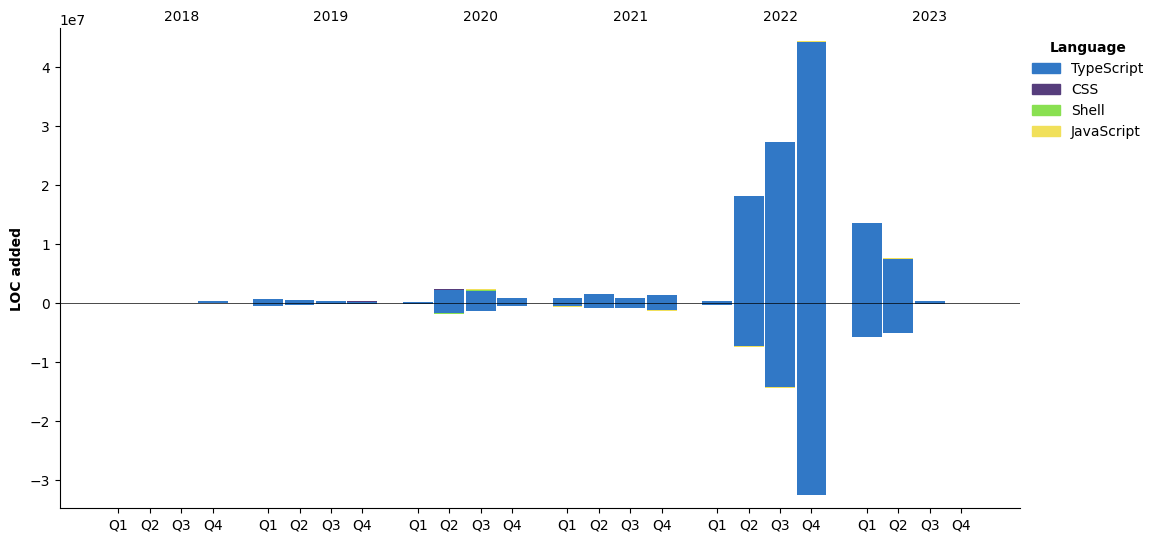 1e7
2018 2019 2020 2021 2022 2023
Language
TypeScript
CSS
Shell
JavaScript
LOC added
4
3
2
1
0
−1
−2
−3
Q1 Q2 Q3 Q4 Q1 Q2 Q3 Q4 Q1 Q2 Q3 Q4 Q1 Q2 Q3 Q4 Q1 Q2 Q3 Q4 Q1 Q2 Q3 Q4